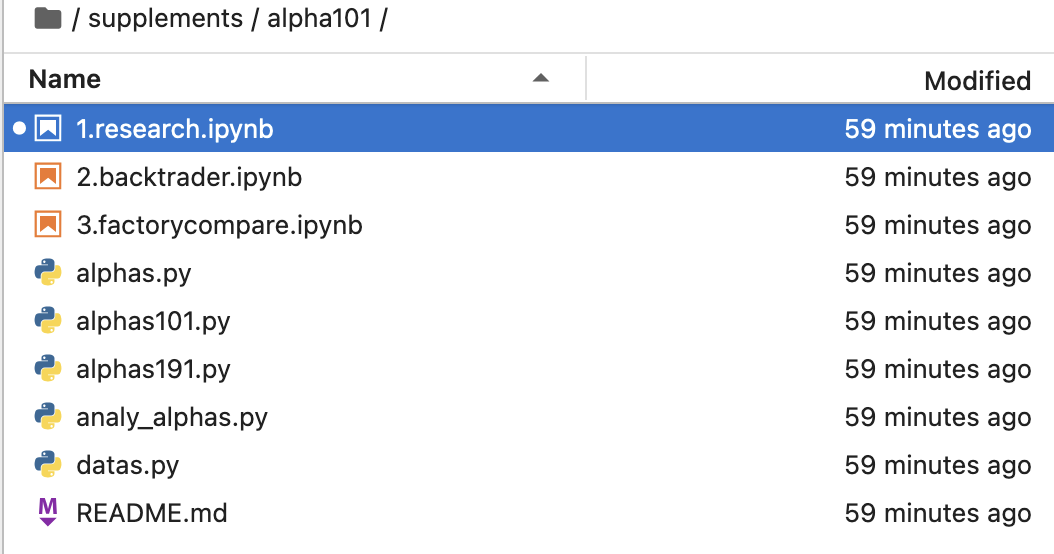 / supplements / alpha101 /
Name Modified
1.research.ipynb 59 minutes ago
2.backtrader.ipynb 59 minutes ago
3.factorycompare.ipynb 59 minutes ago
alphas.py 59 minutes ago
alphas101.py 59 minutes ago
alphas191.py 59 minutes ago
analy_alphas.py 59 minutes ago
datas.py 59 minutes ago
M README.md 59 minutes ago